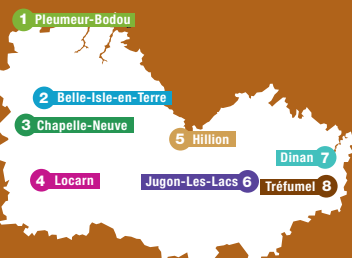 1 Pleumeur-Bodou
2 Belle-Isle-en-Terre
3 Chapelle-Neuve
5 Hillion
Dinan 7
4 Locarn
Jugon-Les-Lacs 6
Tréfumel 8